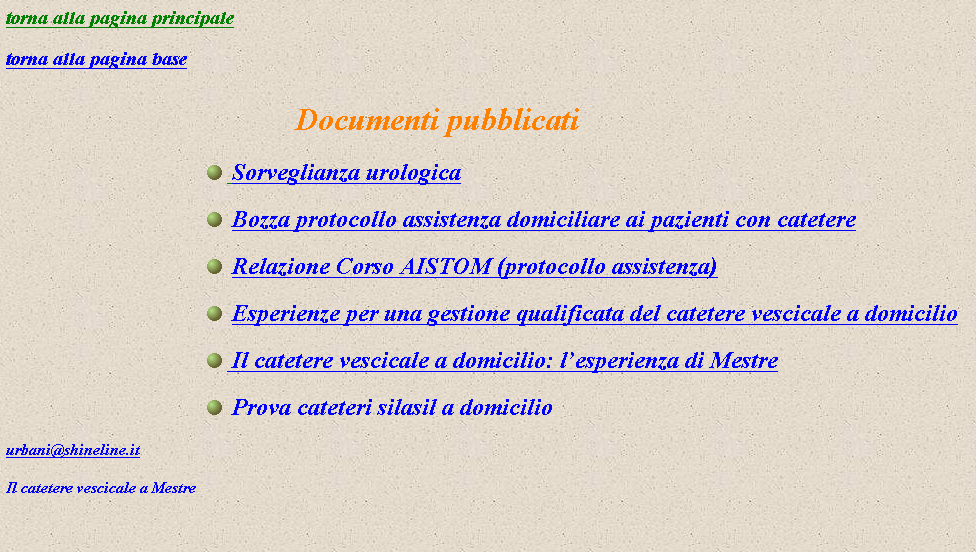 torna alla pagina principale
torna alla pagina base
Documenti pubblicati
Sorveglianza urologica
Bozza protocollo assistenza domiciliare ai pazienti con catetere
Relazione Corso AISTOM (protocollo assistenza)
Esperienze per una gestione qualificata del catetere vescicale a domicilio
Il catetere vescicale a domicilio: l’esperienza di Mestre
Prova cateteri silasil a domicilio
urbani@shineline.it
Il catetere vescicale a Mestre